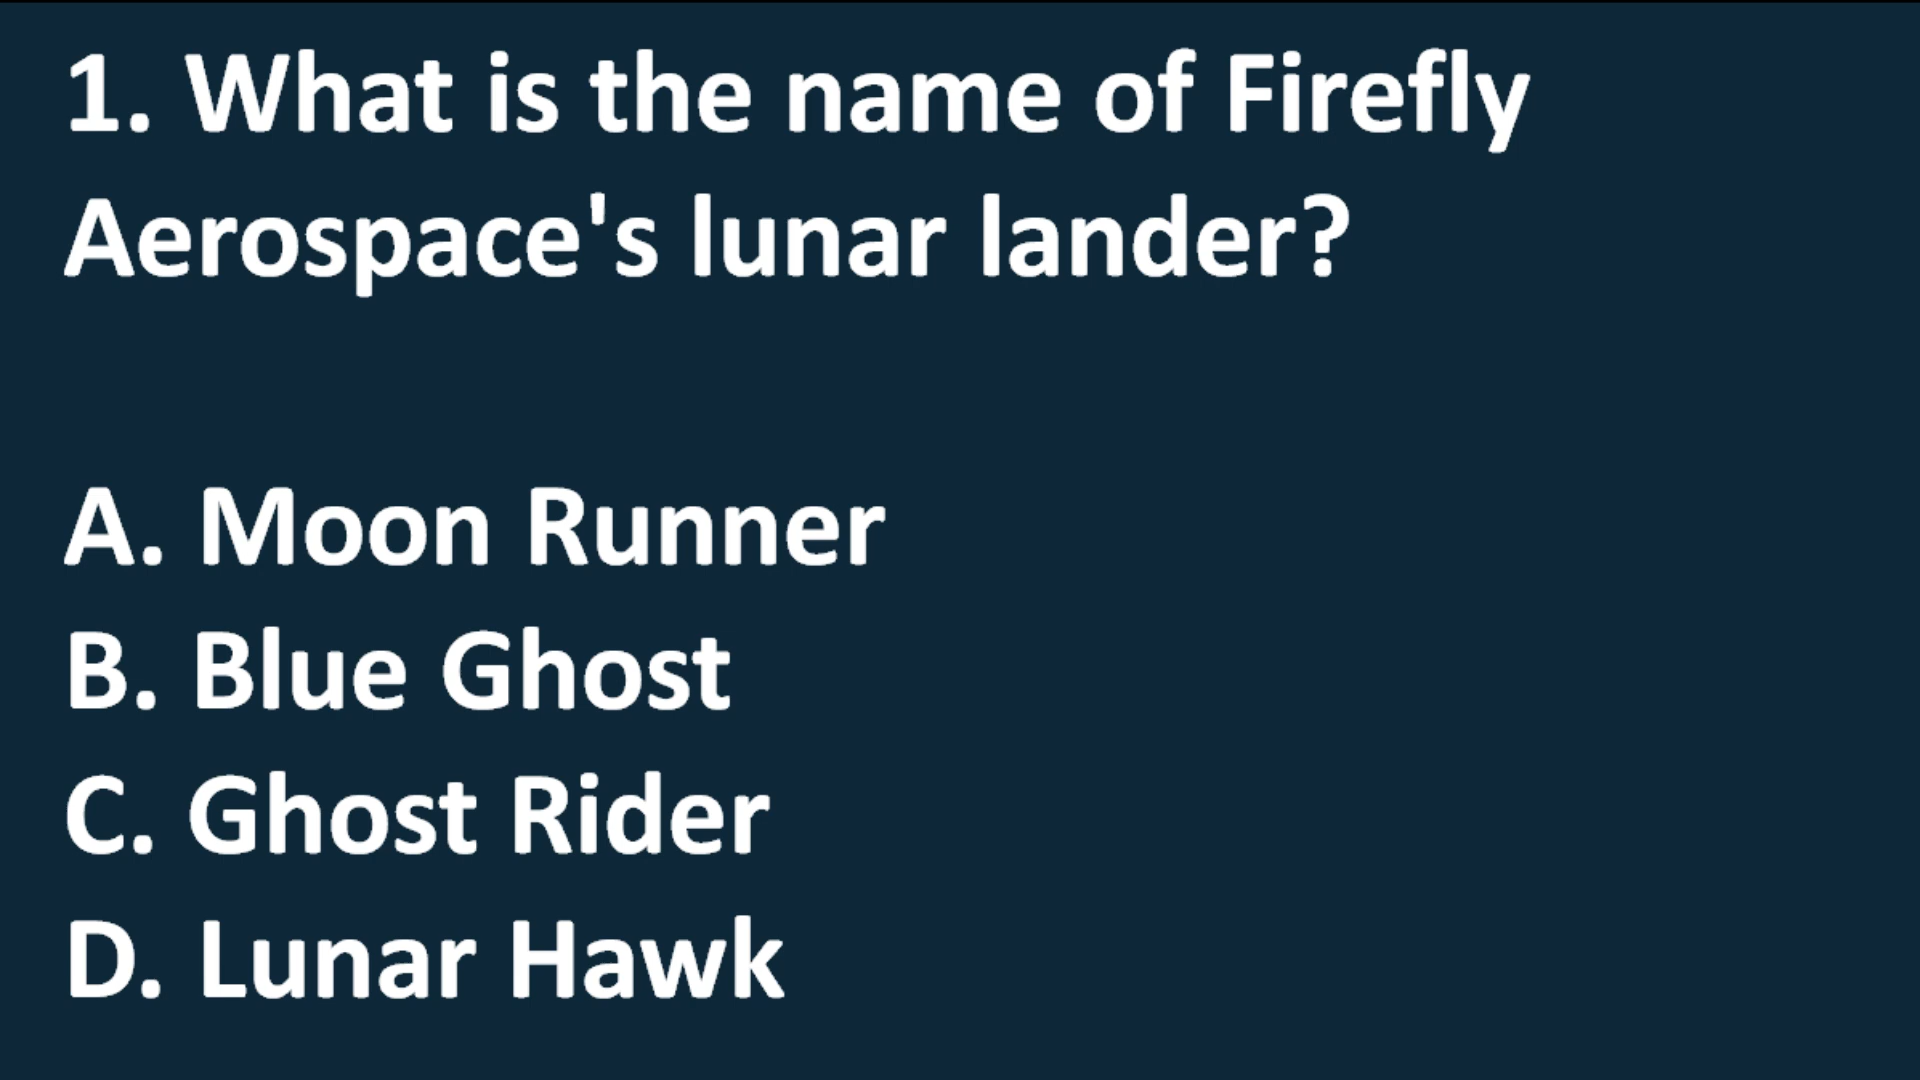 1. What is the name of Firefly
Aerospace's lunar lander?
A. Moon Runner
B. Blue Ghost
C. Ghost Rider
D. Lunar Hawk